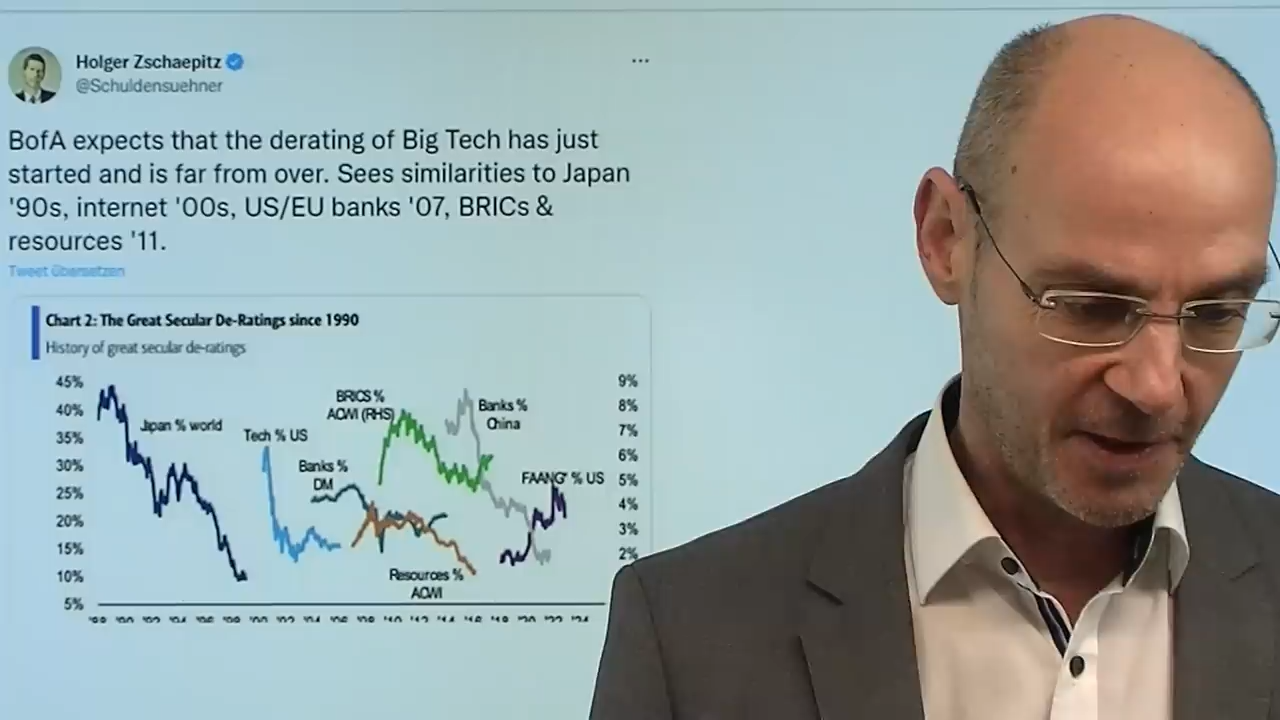 Holger Zschaepitz
@Schuldensuehner
BofA expects that the derating of Big Tech has just
started and is far from over. Sees similarities to Japan
'90s, internet '00s, US/EU banks '07, BRICs &
resources '11.
Tweet übersetzen
Chart 2: The Great Secular De-Ratings since 1990
History of great secular de-ratings
45%
40%
35%
30%
25%
20%
15%
10%
5%
9%
8%
7%
6%
5%
4%
3%
2%
Japan % world
Tech % US
Banks %
DM
BRICS %
ACWI (RHS)
Banks %
China
FAANG* % US
Resources %
ACWI